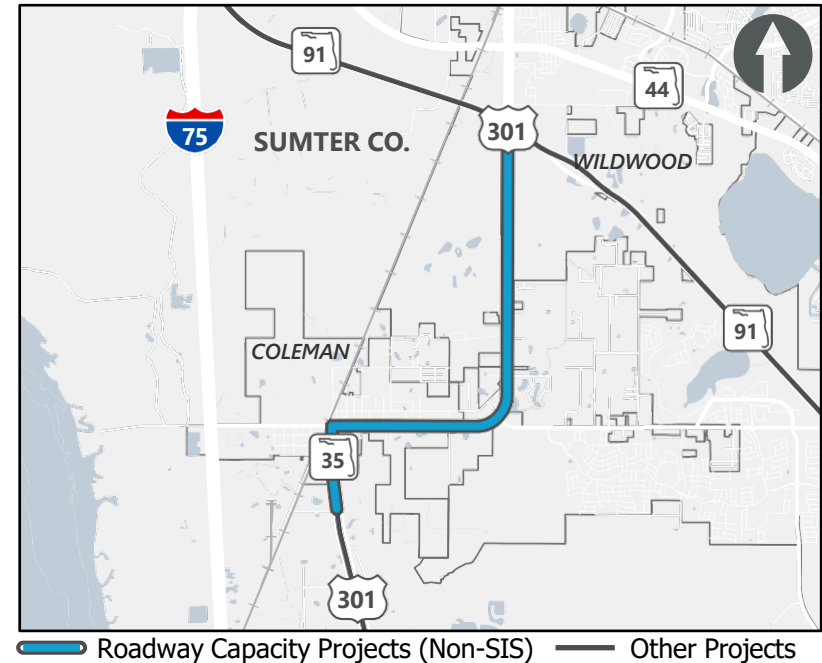 91
44
75
SUMTER CO.
301
WILDWOOD
91
COLEMAN
35
301
Roadway Capacity Projects (Non-SIS)
Other Projects